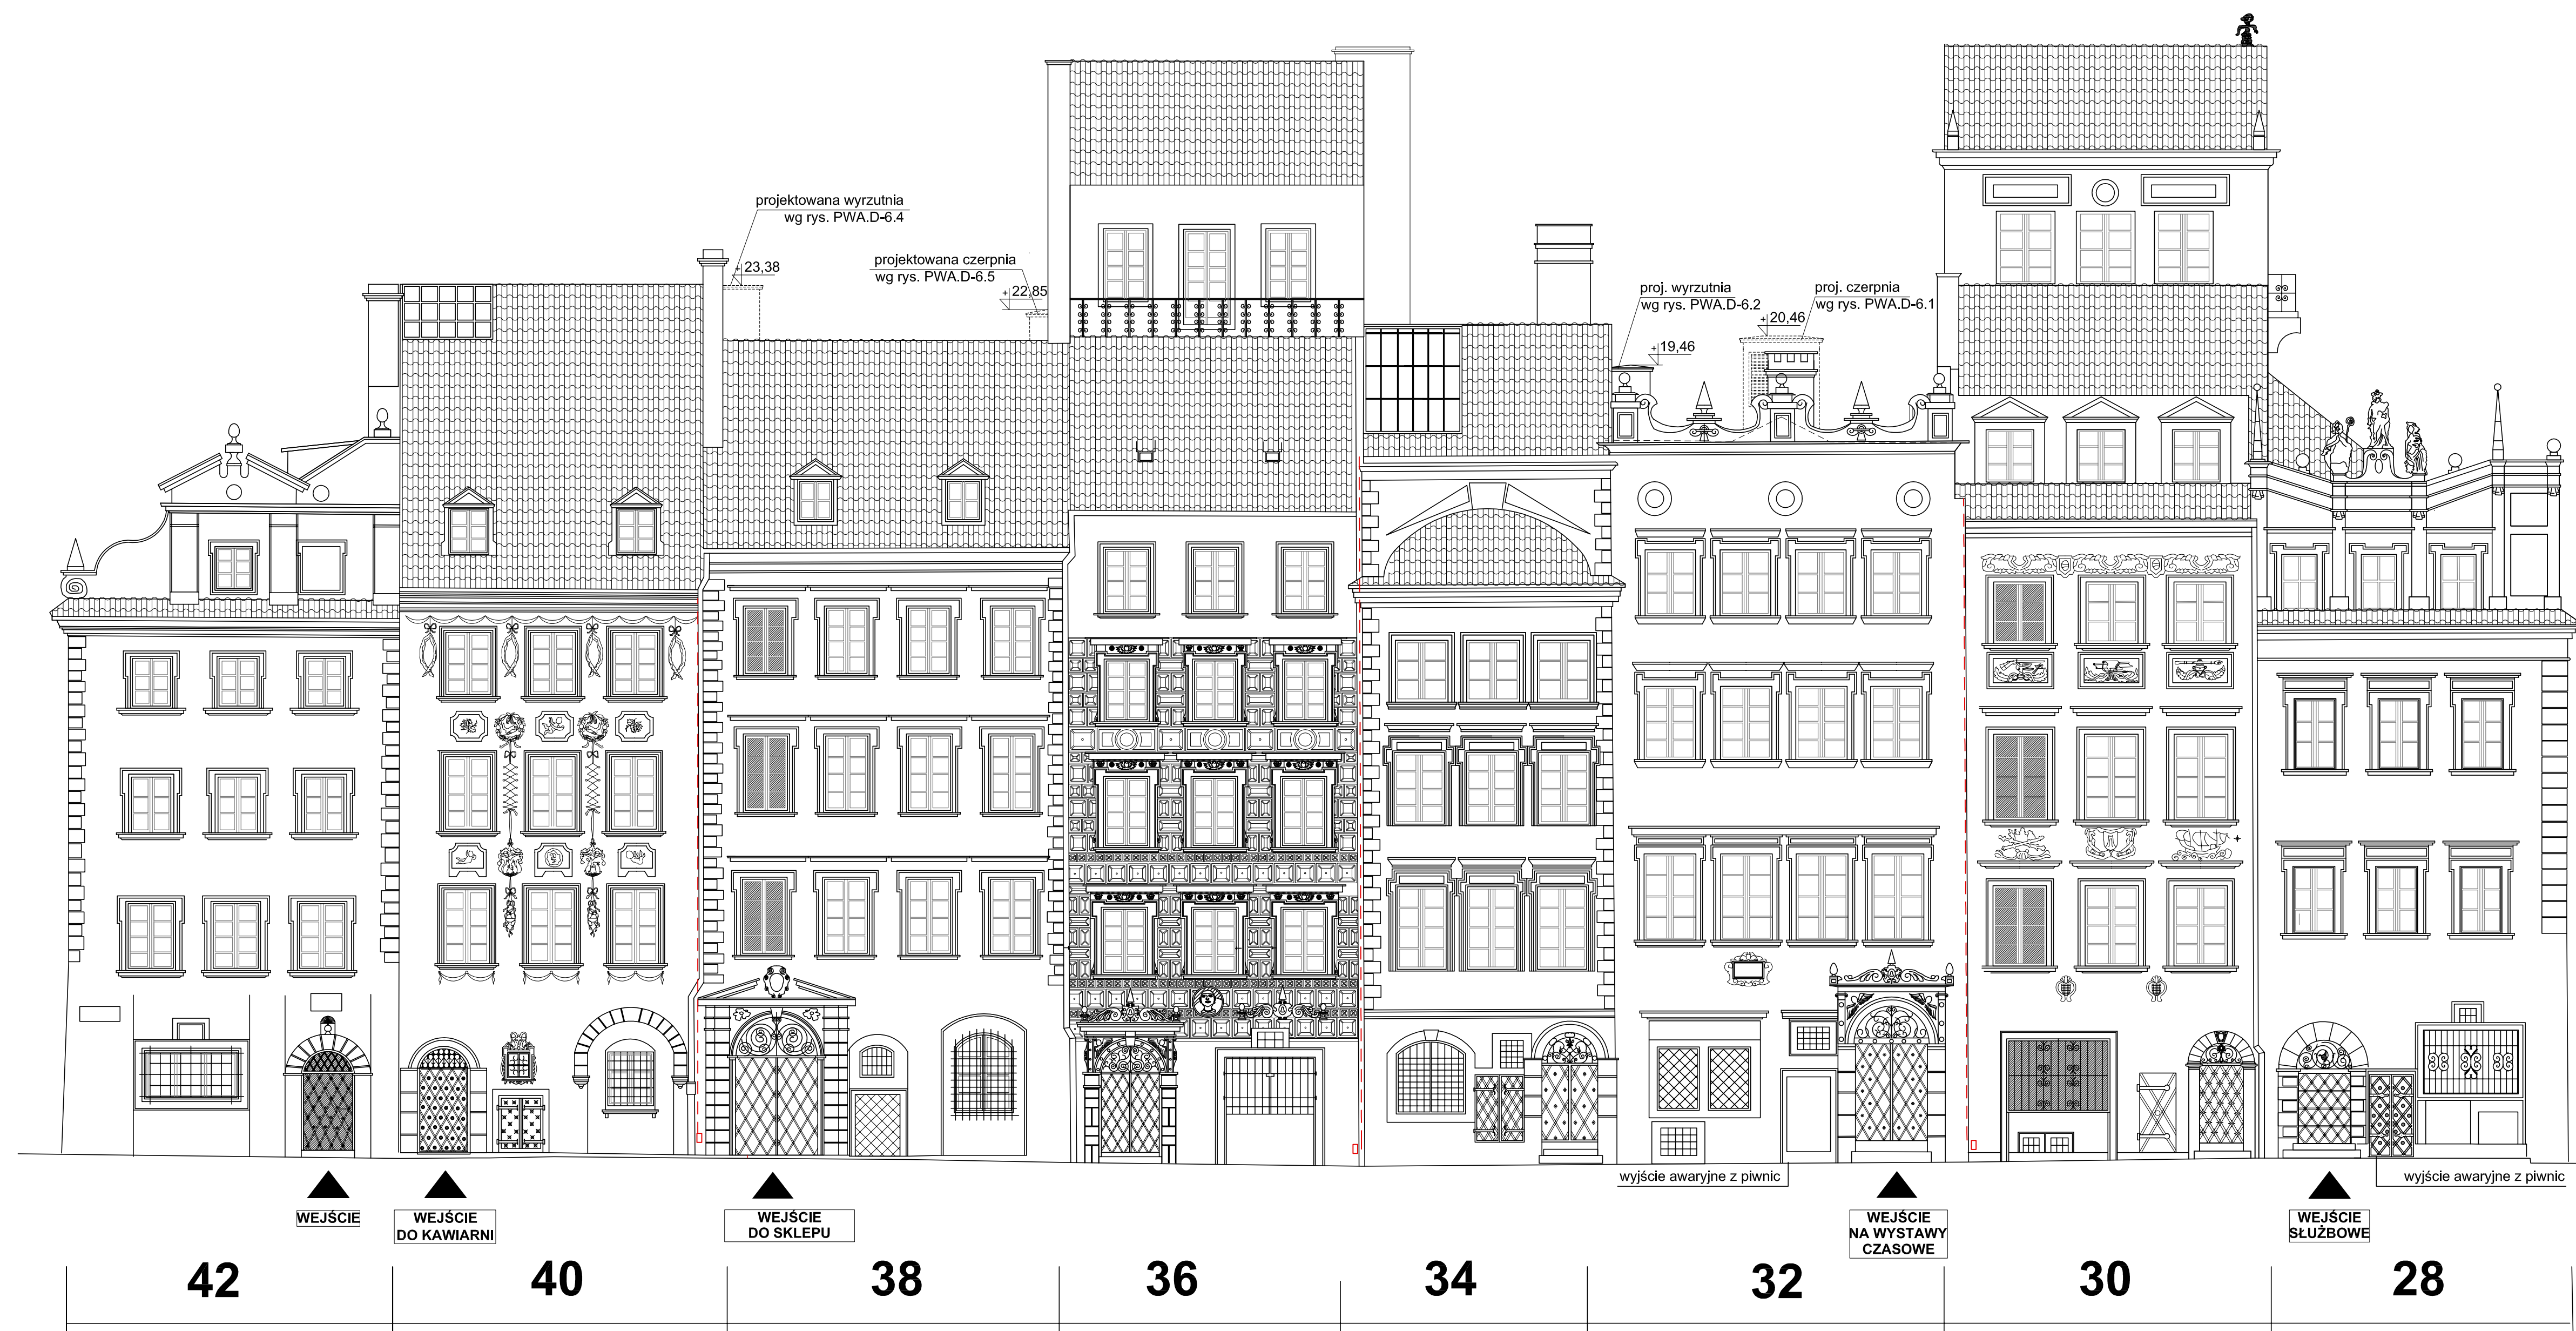 projektowana wyrzutnia
wg rys. PWA.D-6.4
+23,38
projektowana czerpnia
wg rys. PWA.D-6.5
+22,85
proj. wyrzutnia
wg rys. PWA.D-6.2
+19,46
proj. czerpnia
wg rys. PWA.D-6.1
+20,46
wyjście awaryjne z piwnic
wyjście awaryjne z piwnic
WEJŚCIE
WEJŚCIE
DO KAWIARNI
WEJŚCIE
DO SKLEPU
WEJŚCIE
NA WYSTAWY
CZASOWE
WEJŚCIE
SŁUŻBOWE
42
40
38
36
34
32
30
28